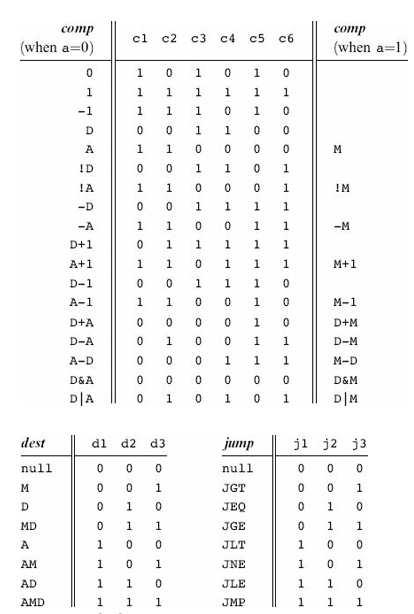 comp c1 c2 c3 c4 c5 c6 comp
(when a=0) (when a=1)
0 1 0 1 0 1 0
1 1 1 1 1 1 1
-1 1 1 1 0 1 0
D 0 0 1 1 0 0
A 1 1 0 0 0 0 M
!D 0 0 1 1 0 1
!A 1 1 0 0 0 1 !M
-D 0 0 1 1 1 1
-A 1 1 0 0 1 1 -M
D+1 0 1 1 1 1 1
A+1 1 1 0 1 1 1 M+1
D-1 0 0 1 1 1 0
A-1 1 1 0 0 1 0 M-1
D+A 0 0 0 0 1 0 D+M
D-A 0 1 0 0 1 1 D-M
A-D 0 0 0 1 1 1 M-D
D&A 0 0 0 0 0 0 D&M
D|A 0 1 0 1 0 1 D|M
dest d1 d2 d3 jump j1 j2 j3
null 0 0 0 null 0 0 0
M 0 0 1 JGT 0 0 1
D 0 1 0 JEQ 0 1 0
MD 0 1 1 JGE 0 1 1
A 1 0 0 JLT 1 0 0
AM 1 0 1 JNE 1 0 1
AD 1 1 0 JLE 1 1 0
AMD 1 1 1 JMP 1 1 1